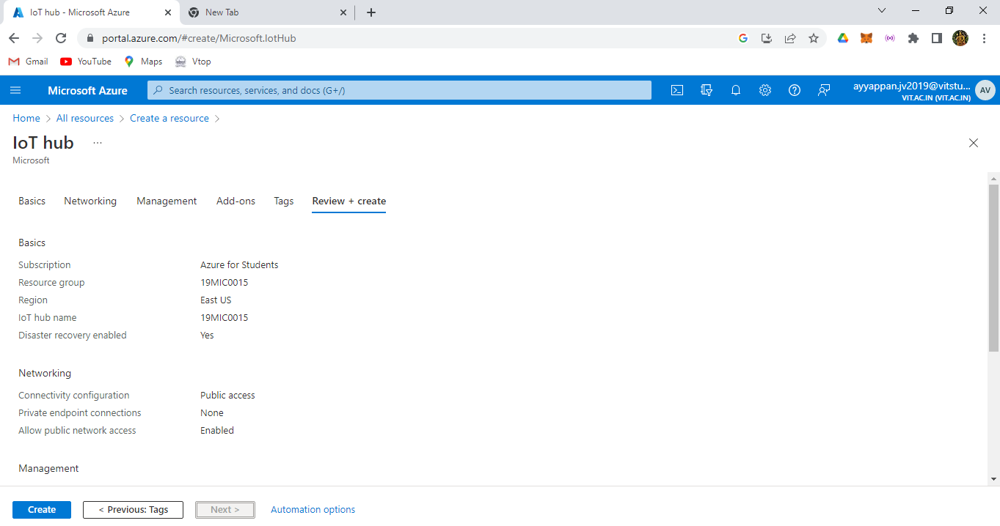 IoT hub - Microsoft Azure
New Tab
portal.azure.com/#create/Microsoft.IotHub
Gmail YouTube Maps Vtop
Microsoft Azure
Search resources, services, and docs (G+/)
ayyappan.jv2019@vitstu...
VIT.AC.IN (VIT.AC.IN)
AV
Home > All resources > Create a resource >
IoT hub ...
Microsoft
Basics Networking Management Add-ons Tags Review + create
Basics
Subscription Azure for Students
Resource group 19MIC0015
Region East US
IoT hub name 19MIC0015
Disaster recovery enabled Yes
Networking
Connectivity configuration Public access
Private endpoint connections None
Allow public network access Enabled
Management
Create < Previous: Tags Next > Automation options